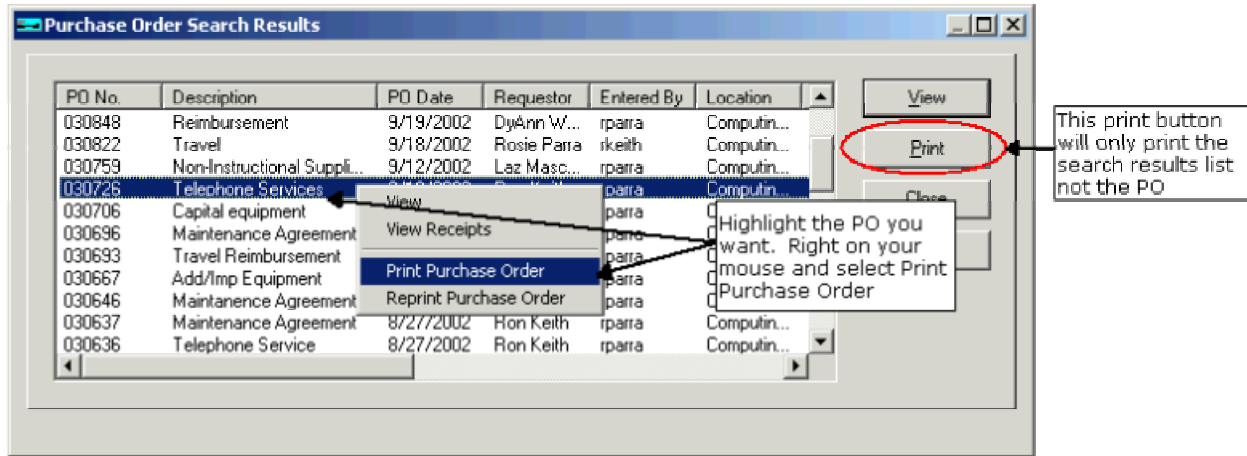 Purchase Order Search Results
PO No. Description PO Date Requestor Entered By Location
030848 Reimbursement 9/19/2002 DyAnn W... rparra Computin...
030822 Travel 9/18/2002 Rosie Parra rkeith Computin...
030759 Non-Instructional Suppli... 9/12/2002 Laz Masc... rparra Computin...
030726 Telephone Services rparra Computin...
030706 Capital equipment rparra
030696 Maintenance Agreement rparra
030693 Travel Reimbursement rparra
030667 Add/Imp Equipment rparra
030646 Maintanence Agreement rparra
030637 Maintenance Agreement 8/27/2002 Ron Keith rparra Computin...
030636 Telephone Service 8/27/2002 Ron Keith rparra Computin...
View
View Receipts
Print Purchase Order
Reprint Purchase Order
View
Print
Close
Highlight the PO you
want. Right on your
mouse and select Print
Purchase Order
This print button
will only print the
search results list
not the PO